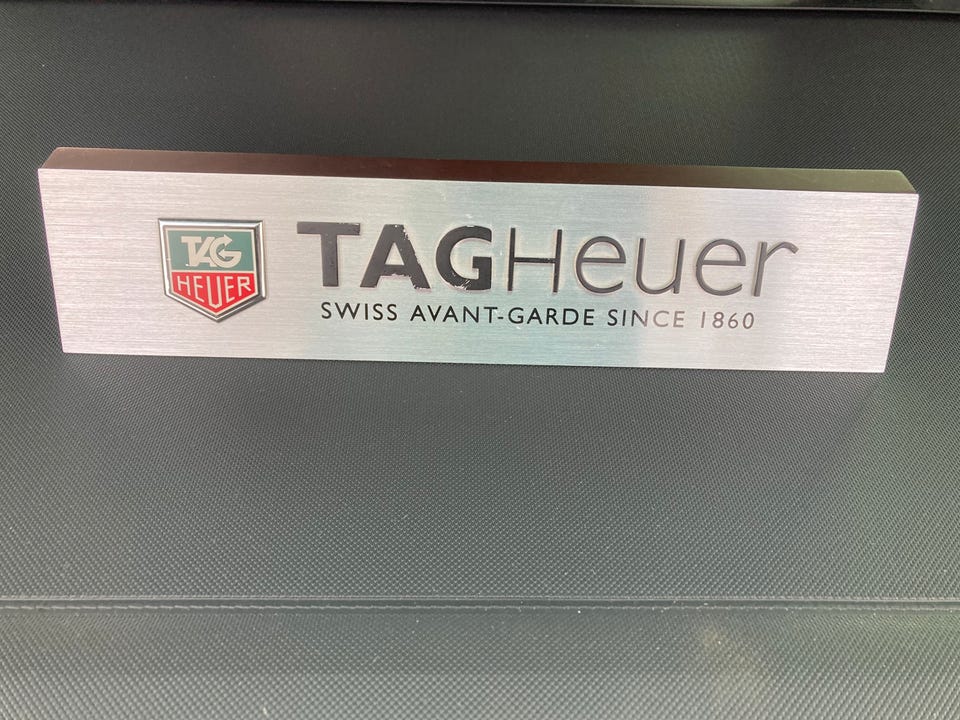 TAG HEUER
TAGHeuer
SWISS AVANT-GARDE SINCE 1860